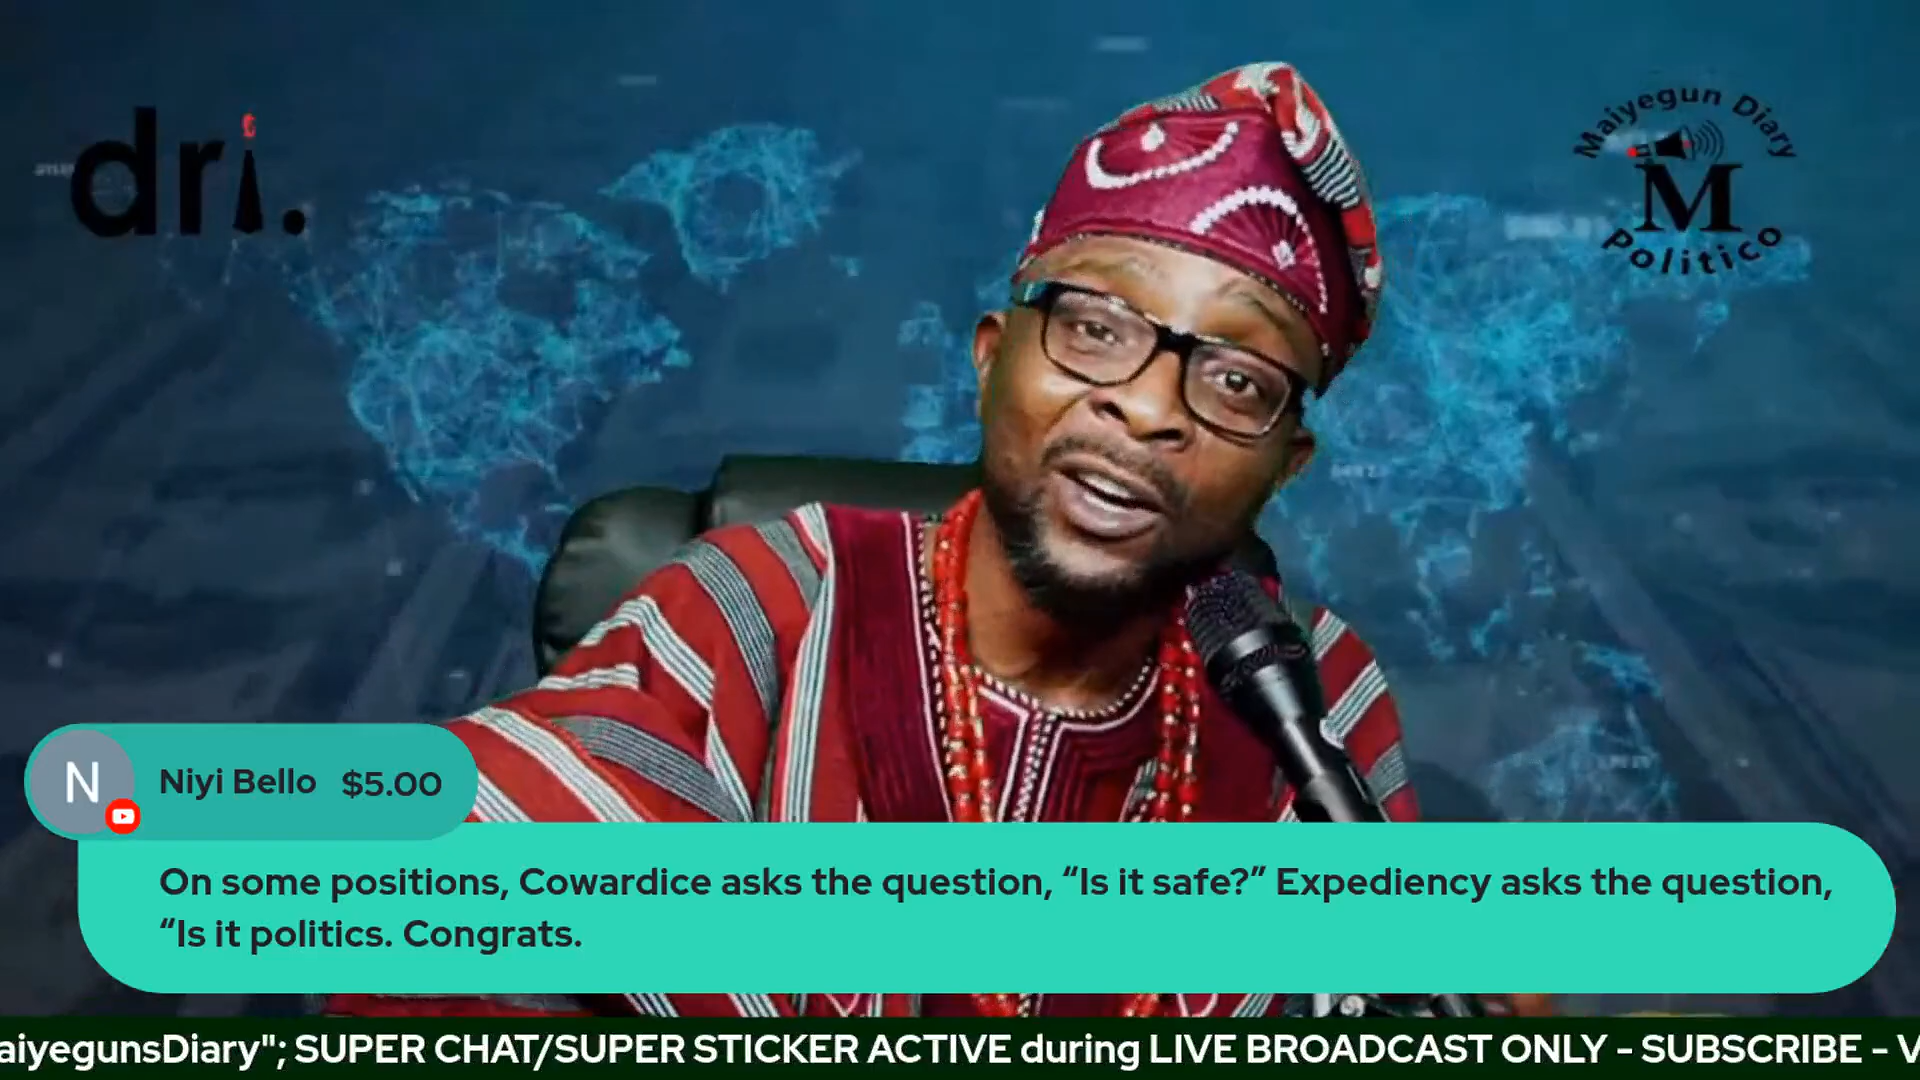 dri.
Maiyegun Diary
M
Politico
N
Niyi Bello $5.00
On some positions, Cowardice asks the question, “Is it safe?” Expediency asks the question,
“Is it politics. Congrats.
aiyegunsDiary"; SUPER CHAT/SUPER STICKER ACTIVE during LIVE BROADCAST ONLY - SUBSCRIBE - V